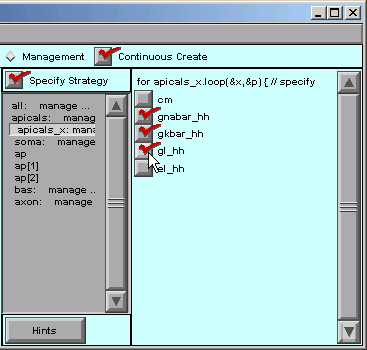 Management Continuous Create
Specify Strategy
for apicals_x.loop(&x,&p) { // specify
all: manage ...
apicals: manag
apicals_x: mana
soma: manage
ap
ap[1]
ap[2]
bas: manage ..
axon: manage
cm
gnabar_hh
gkbar_hh
gl_hh
el_hh
Hints